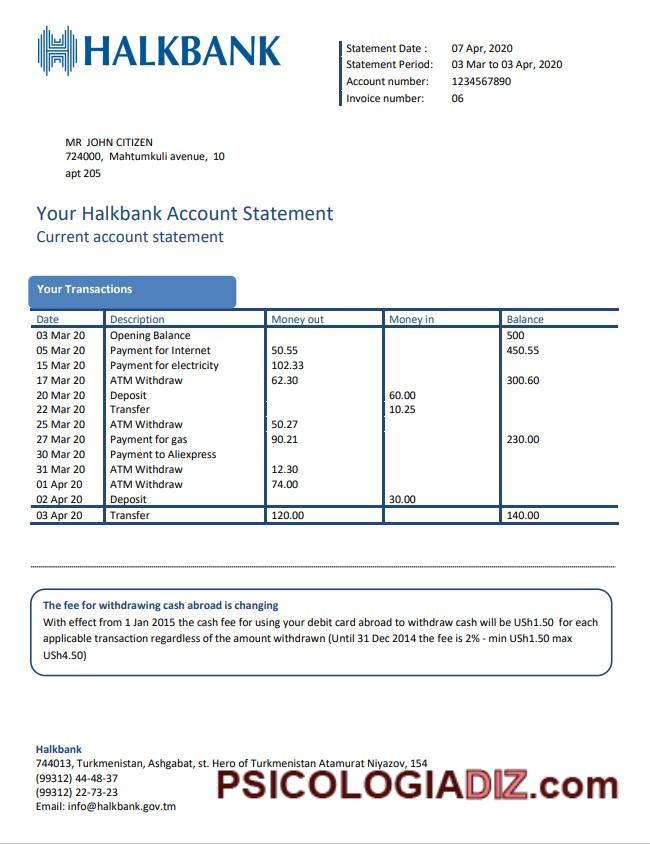 HALKBANK
Statement Date : 07 Apr, 2020
Statement Period: 03 Mar to 03 Apr, 2020
Account number: 1234567890
Invoice number: 06
MR JOHN CITIZEN
724000, Mahtumkuli avenue, 10
apt 205
Your Halkbank Account Statement
Current account statement
Your Transactions
Date Description Money out Money in Balance
03 Mar 20 Opening Balance 500
05 Mar 20 Payment for Internet 50.55 450.55
15 Mar 20 Payment for electricity 102.33
17 Mar 20 ATM Withdraw 62.30 300.60
20 Mar 20 Deposit 60.00
22 Mar 20 Transfer 10.25
25 Mar 20 ATM Withdraw 50.27
27 Mar 20 Payment for gas 90.21 230.00
30 Mar 20 Payment to Aliexpress
31 Mar 20 ATM Withdraw 12.30
01 Apr 20 ATM Withdraw 74.00
02 Apr 20 Deposit 30.00
03 Apr 20 Transfer 120.00 140.00
The fee for withdrawing cash abroad is changing
With effect from 1 Jan 2015 the cash fee for using your debit card abroad to withdraw cash will be USh1.50 for each
applicable transaction regardless of the amount withdrawn (Until 31 Dec 2014 the fee is 2% - min USh1.50 max
USh4.50)
Halkbank
744013, Turkmenistan, Ashgabat, st. Hero of Turkmenistan Atamurat Niyazov, 154
(99312) 44-48-37
(99312) 22-73-23
Email: info@halkbank.gov.tm
PSICOLOGIADIZ.com